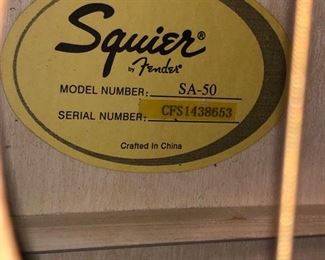 Squier®
by Fender®
MODEL NUMBER: SA-50
SERIAL NUMBER: CFS1438653
Crafted In China